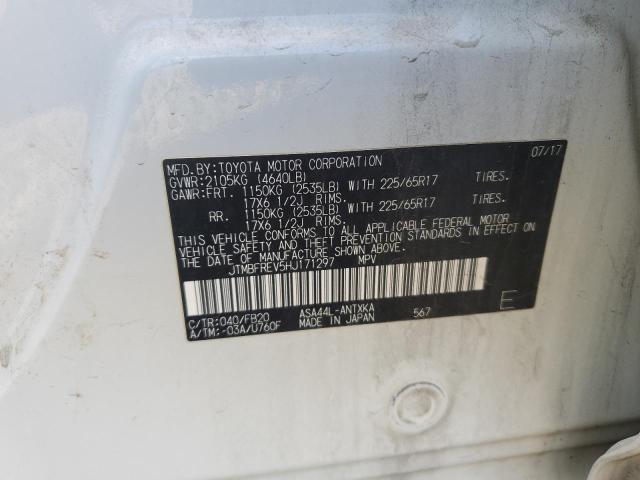 MFD.BY:TOYOTA MOTOR CORPORATION 07/17
GVWR:2105KG (4640LB)
GAWR:FRT. 1150KG (2535LB) WITH 225/65R17 TIRES.
17X6 1/2J RIMS.
RR. 1150KG (2535LB) WITH 225/65R17 TIRES.
17X6 1/2J RIMS.
THIS VEHICLE CONFORMS TO ALL APPLICABLE FEDERAL MOTOR
VEHICLE SAFETY AND THEFT PREVENTION STANDARDS IN EFFECT ON
THE DATE OF MANUFACTURE SHOWN ABOVE.
JTMBFREV5HJ171297 MPV
C/TR:040/FB20 ASA44L-ANTXKA 567 E
A/TM:-03A/U760F MADE IN JAPAN